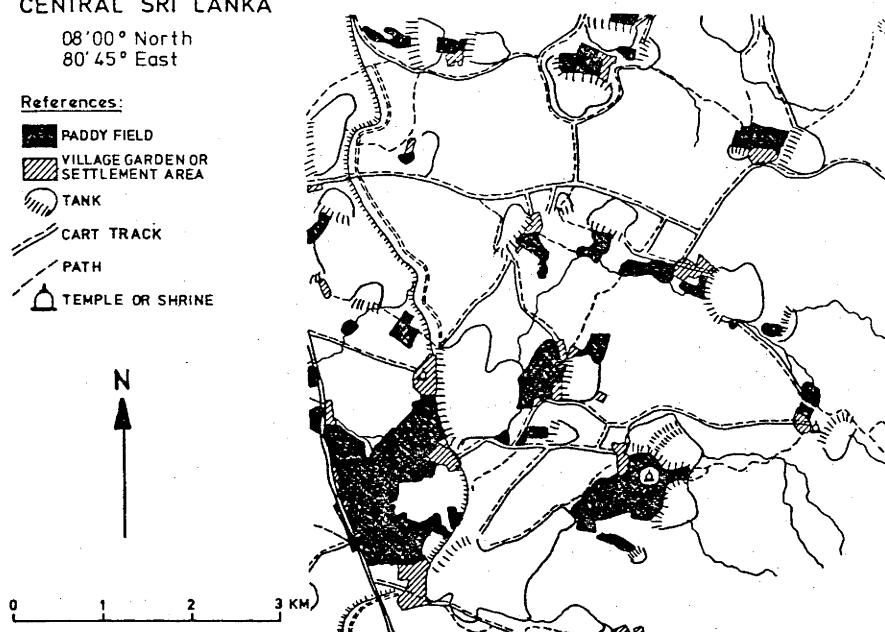 CENTRAL SRI LANKA
08'00° North
80'45° East
References:
PADDY FIELD
VILLAGE GARDEN OR
SETTLEMENT AREA
TANK
CART TRACK
PATH
TEMPLE OR SHRINE
N
0 1 2 3 KM